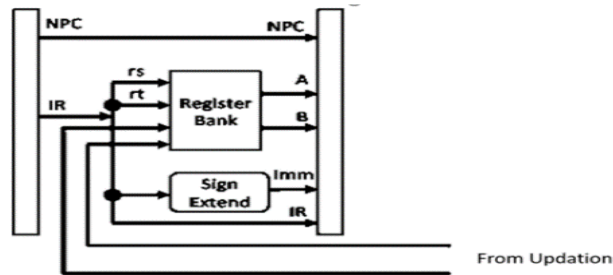 NPC
NPC
rs
A
rt
IR
Register
Bank
B
Sign
Extend
Imm
IR
From Updation